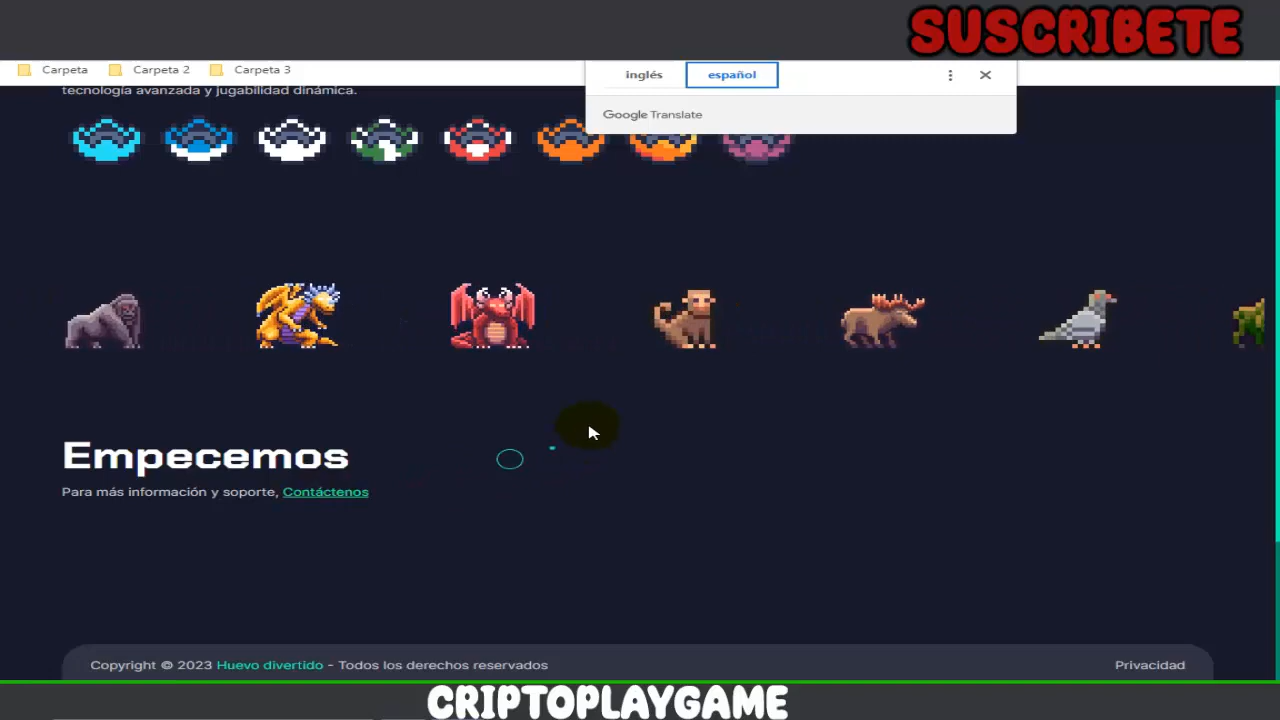 SUSCRIBETE
Carpeta
Carpeta 2
Carpeta 3
inglés
español
Google Translate
tecnología avanzada y jugabilidad dinámica.
Empecemos
Para más información y soporte, Contáctenos
Copyright © 2023 Huevo divertido - Todos los derechos reservados
Privacidad
CRIPTOPLAYGAME